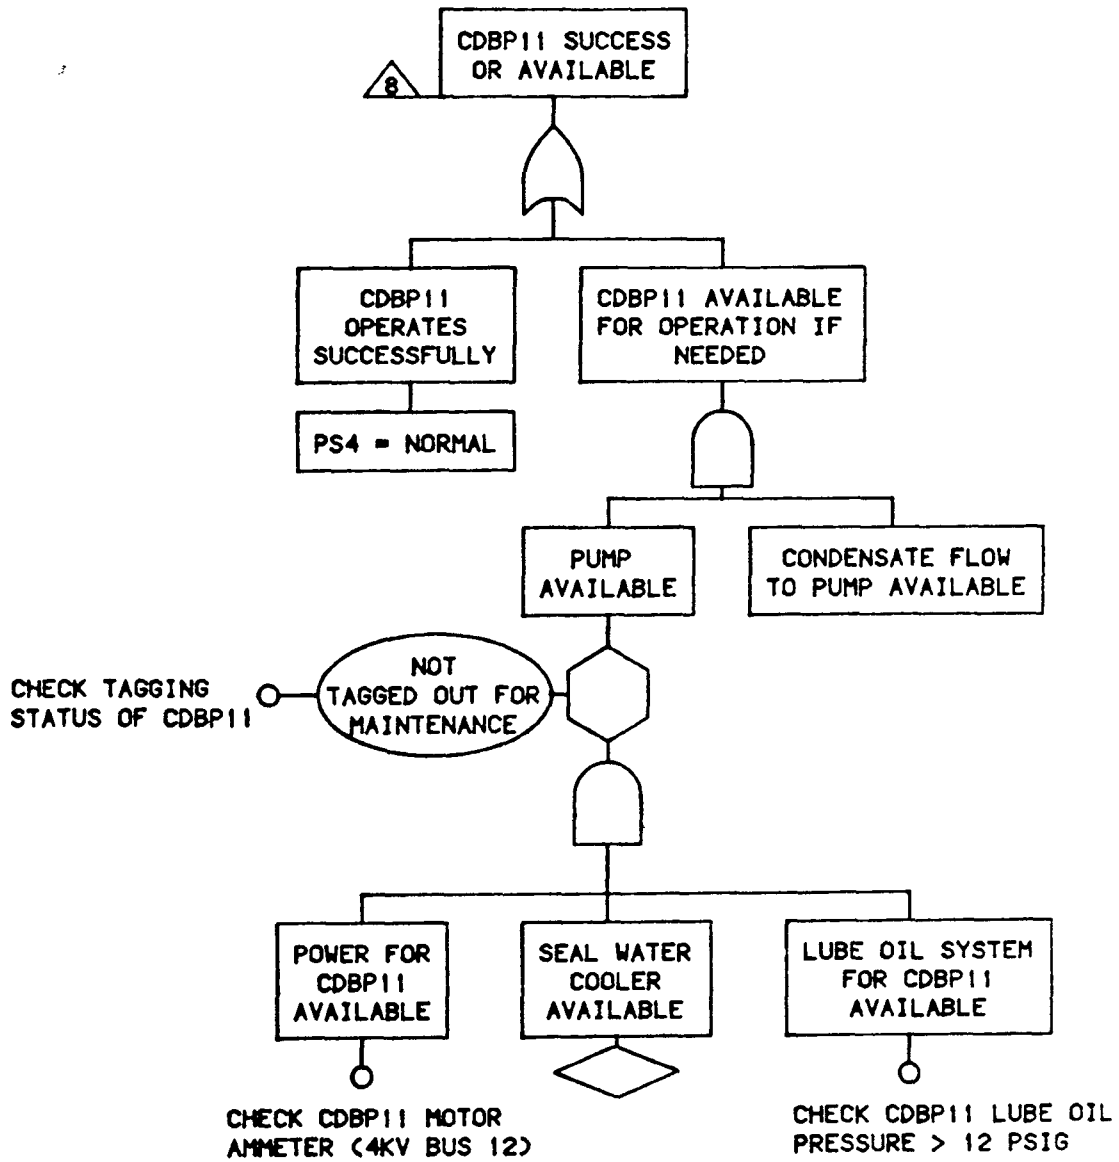 CDBP11 SUCCESS
OR AVAILABLE
8
CDBP11
OPERATES
SUCCESSFULLY
CDBP11 AVAILABLE
FOR OPERATION IF
NEEDED
PS4 = NORMAL
PUMP
AVAILABLE
CONDENSATE FLOW
TO PUMP AVAILABLE
CHECK TAGGING
STATUS OF CDBP11
NOT
TAGGED OUT FOR
MAINTENANCE
POWER FOR
CDBP11
AVAILABLE
SEAL WATER
COOLER
AVAILABLE
LUBE OIL SYSTEM
FOR CDBP11
AVAILABLE
CHECK CDBP11 MOTOR
AMMETER (4KV BUS 12)
CHECK CDBP11 LUBE OIL
PRESSURE > 12 PSIG